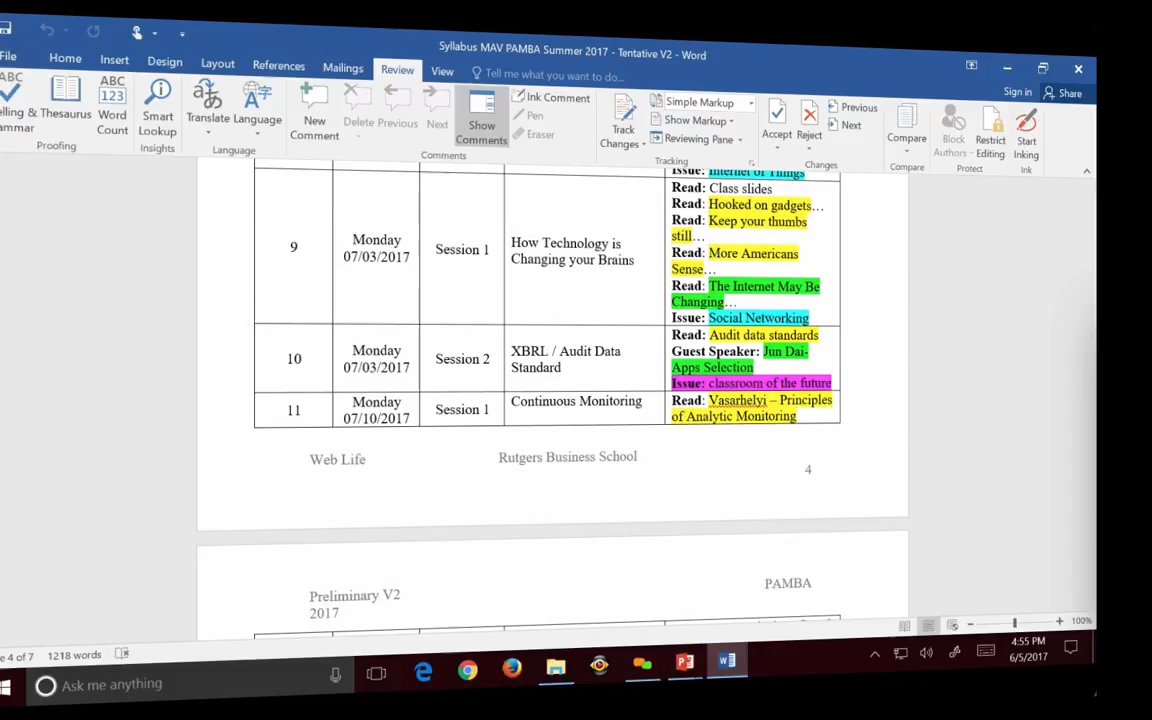 Syllabus MAV PAMBA Summer 2017 - Tentative V2 - Word
File Home Insert Design Layout References Mailings Review View Tell me what you want to do...
Sign in Share
ABC
Thesaurus
ABC
123
Word
Count
Proofing
Smart
Lookup
Insights
Translate Language
Language
New
Comment
Delete Previous Next
Show
Comments
Ink Comment
Pen
Eraser
Comments
Track
Changes
Simple Markup
Show Markup
Reviewing Pane
Tracking
Accept Reject
Previous
Next
Changes
Compare
Compare
Block
Authors
Restrict
Editing
Protect
Start
Inking
Ink
Issue: Internet of Things
9
Monday
07/03/2017
Session 1
How Technology is
Changing your Brains
Read: Class slides
Read: Hooked on gadgets…
Read: Keep your thumbs
still…
Read: More Americans
Sense…
Read: The Internet May Be
Changing…
Issue: Social Networking
10
Monday
07/03/2017
Session 2
XBRL / Audit Data
Standard
Read: Audit data standards
Guest Speaker: Jun Dai-
Apps Selection
Issue: classroom of the future
11
Monday
07/10/2017
Session 1
Continuous Monitoring
Read: Vasarhelyi – Principles
of Analytic Monitoring
Web Life Rutgers Business School
4
Preliminary V2
2017
PAMBA
4 of 7 1218 words
100%
Ask me anything
4:55 PM
6/5/2017